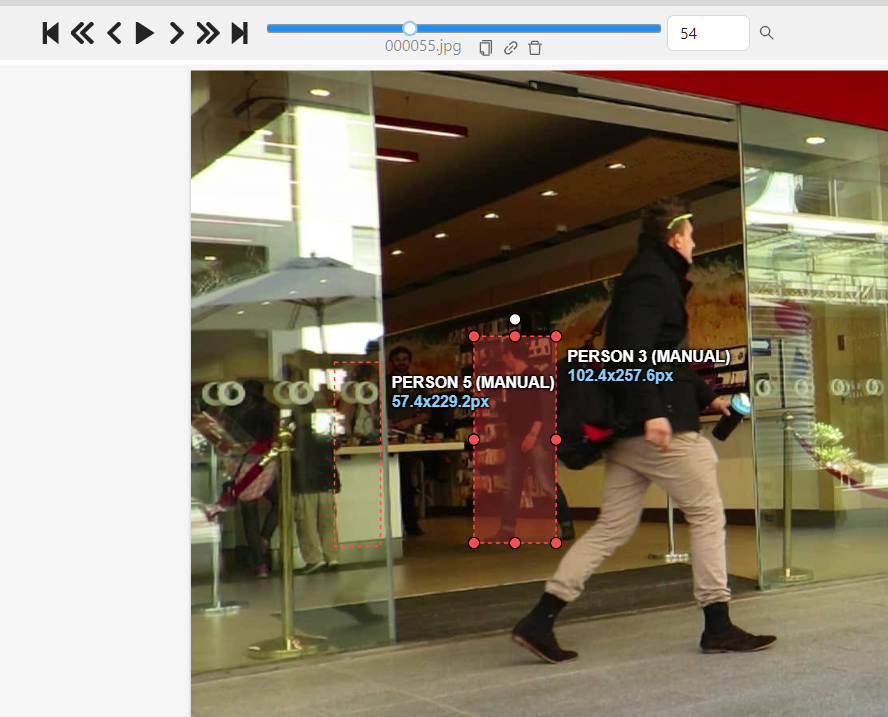 000055.jpg
54
PERSON 3 (MANUAL)
102.4x257.6px
PERSON 5 (MANUAL)
57.4x229.2px